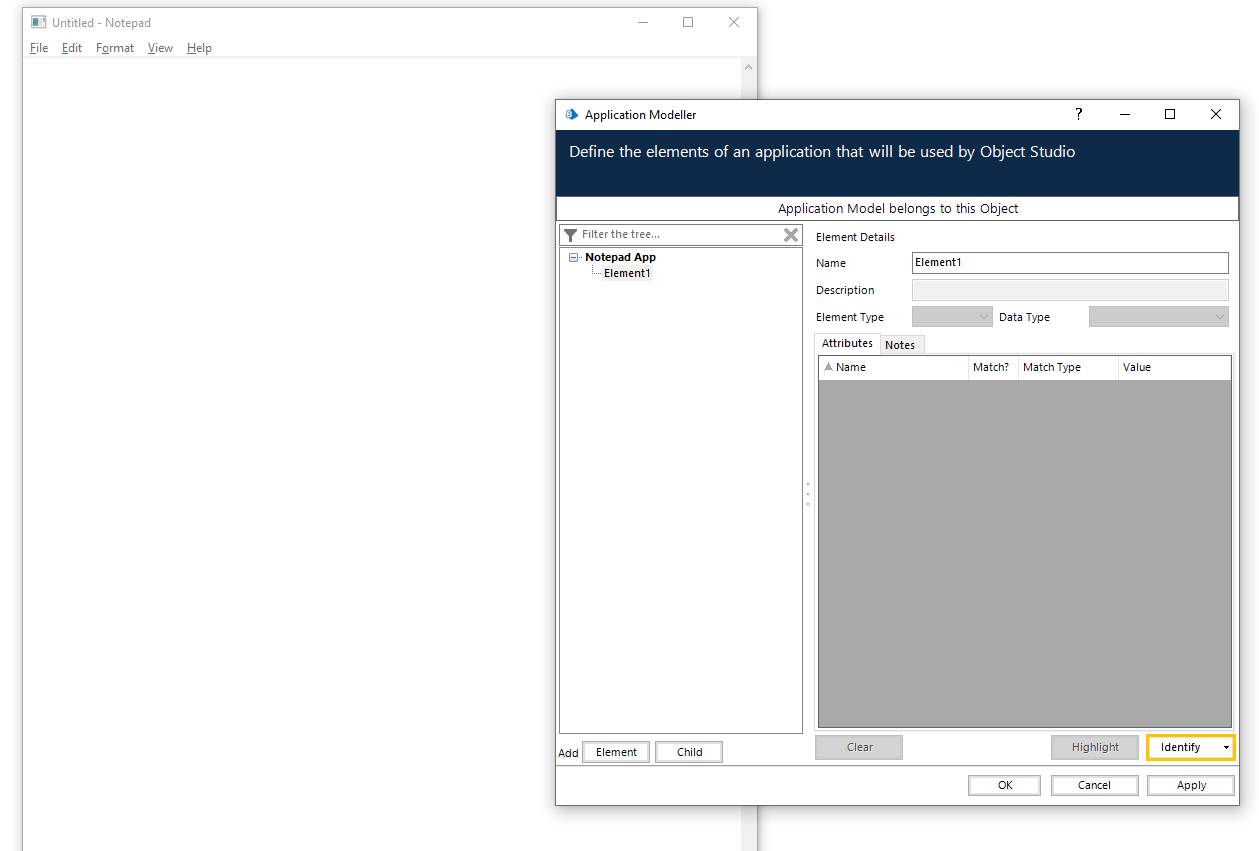 Untitled - Notepad
File Edit Format View Help
Application Modeller ?
Define the elements of an application that will be used by Object Studio
Application Model belongs to this Object
Filter the tree...
Notepad App
Element1
Element Details
Name Element1
Description
Element Type Data Type
Attributes Notes
Name Match? Match Type Value
Add Element Child
Clear Highlight Identify
OK Cancel Apply